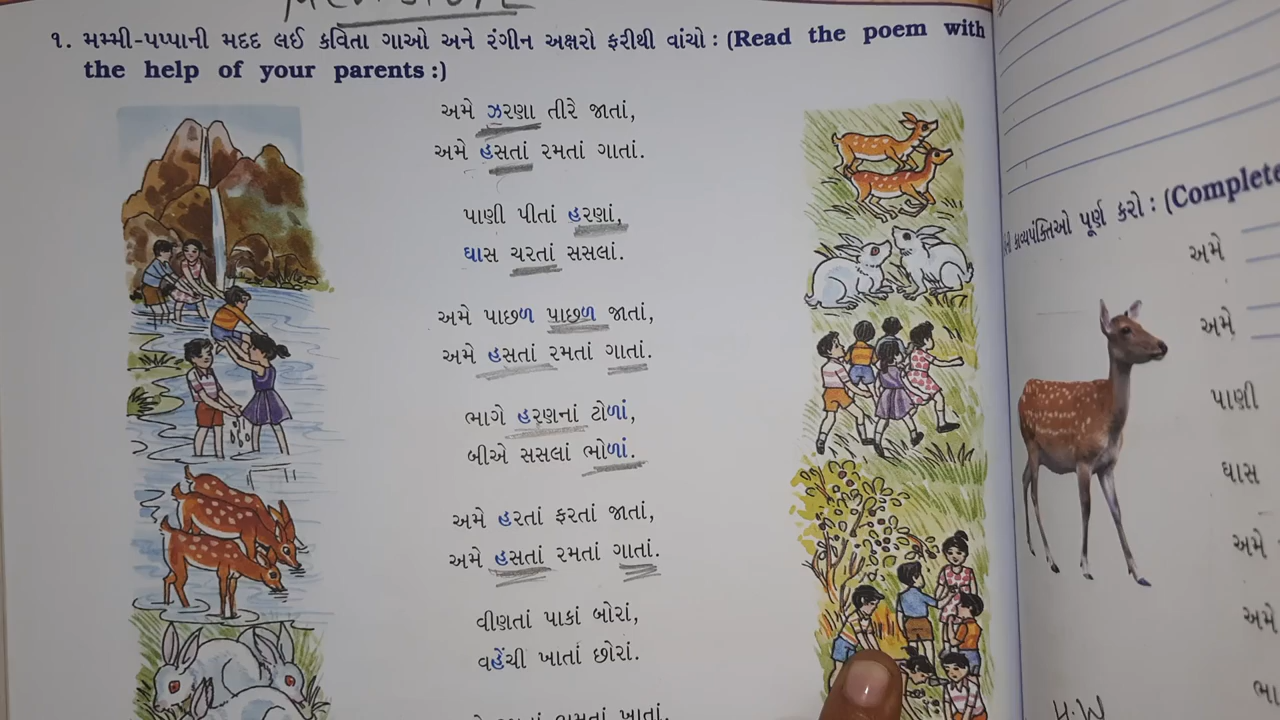 ૧. મમ્મી-પપ્પાની મદદ લઈ કવિતા ગાઓ અને રંગીન અક્ષરો ફરીથી વાંચો : (Read the poem with
the help of your parents :)
અમે ઝરણા તીરે જાતાં,
અમે હસતાં રમતાં ગાતાં.
પાણી પીતાં હરણાં,
ઘાસ ચરતાં સસલાં.
અમે પાછળ પાછળ જાતાં,
અમે હસતાં રમતાં ગાતાં.
ભાગે હરણનાં ટોળાં,
બીએ સસલાં ભોળાં.
અમે હરતાં ફરતાં જાતાં,
અમે હસતાં રમતાં ગાતાં.
વીણતાં પાકાં બોરાં,
વહેંચી ખાતાં છોરાં.
કાવ્યપંક્તિઓ પૂર્ણ કરો : (Complete
અમે
અમે
પાણી
ઘાસ
અમે
અમે
H.W